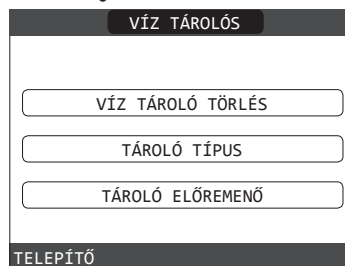 VÍZ TÁROLÓS
VÍZ TÁROLÓ TÖRLÉS
TÁROLÓ TÍPUS
TÁROLÓ ELŐREMENŐ
TELEPÍTŐ